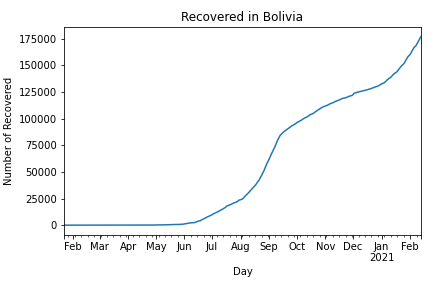 Recovered in Bolivia
Number of Recovered
175000
150000
125000
100000
75000
50000
25000
0
Feb Mar Apr May Jun Jul Aug Sep Oct Nov Dec Jan Feb
2021
Day